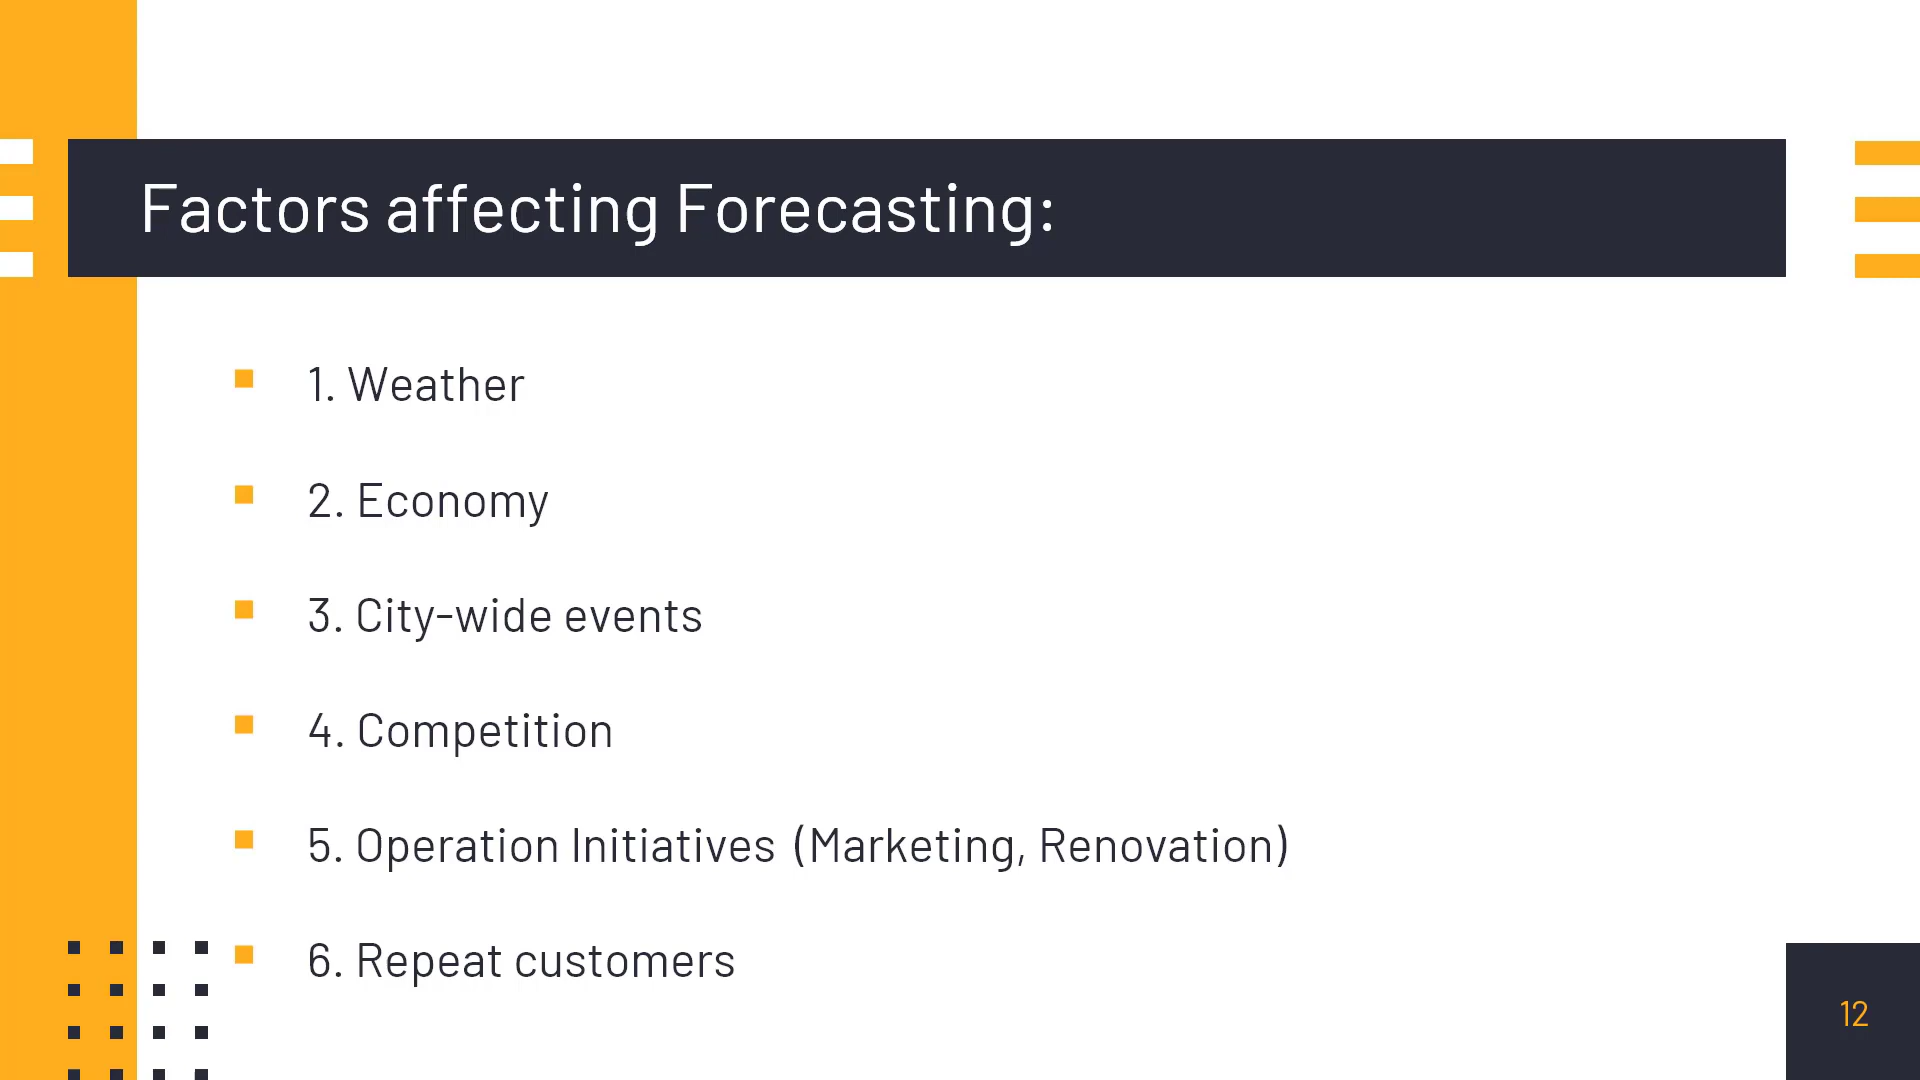 Factors affecting Forecasting:
1. Weather
2. Economy
3. City-wide events
4. Competition
5. Operation Initiatives (Marketing, Renovation)
6. Repeat customers
12